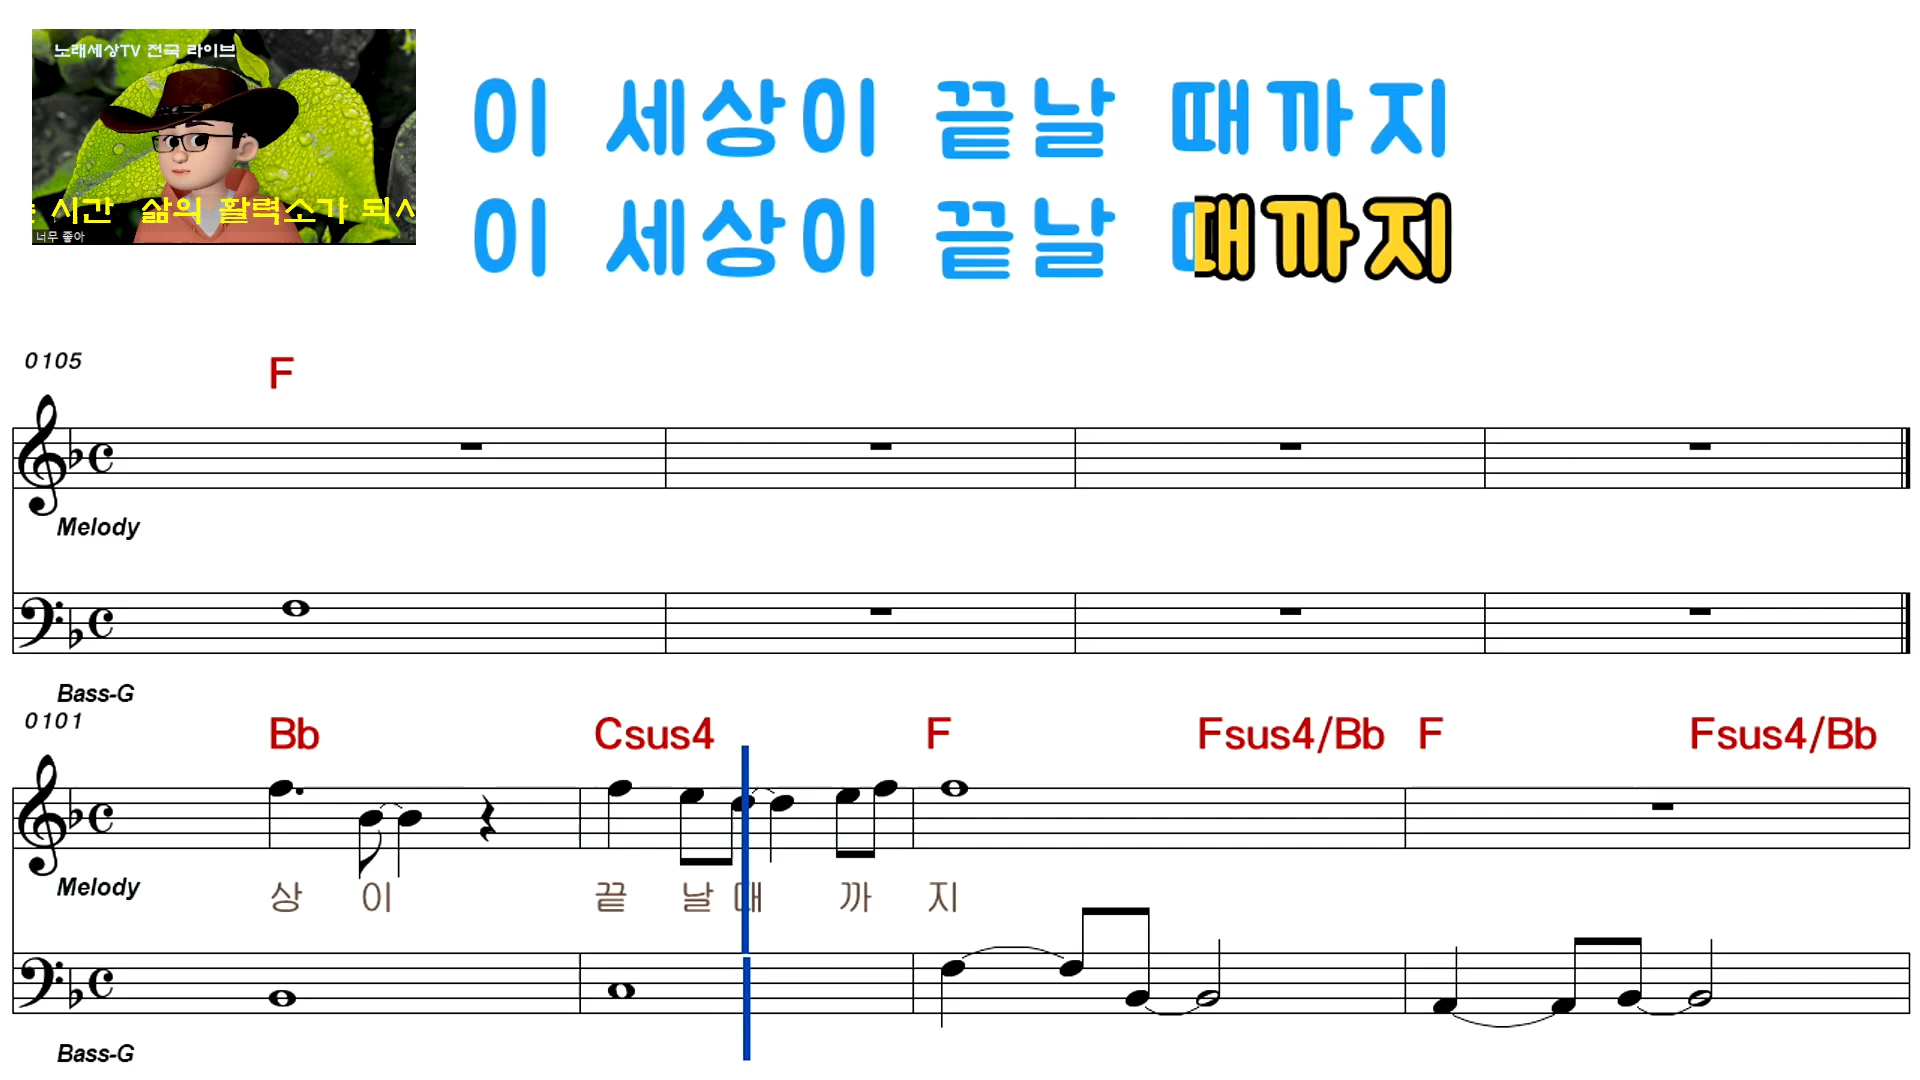 노래세상TV 전국 라이브
시간 삶의 활력소가 되시
너무 좋아
이 세상이 끝날 때까지
이 세상이 끝날 때까지
0105
F
Melody
Bass-G
0101
Bb Csus4 F Fsus4/Bb F Fsus4/Bb
Melody
상 이 끝 날 때 까 지
Bass-G